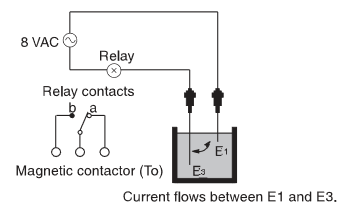 8 VAC
Relay
Relay contacts
b a
E1
E3
Magnetic contactor (To)
Current flows between E1 and E3.